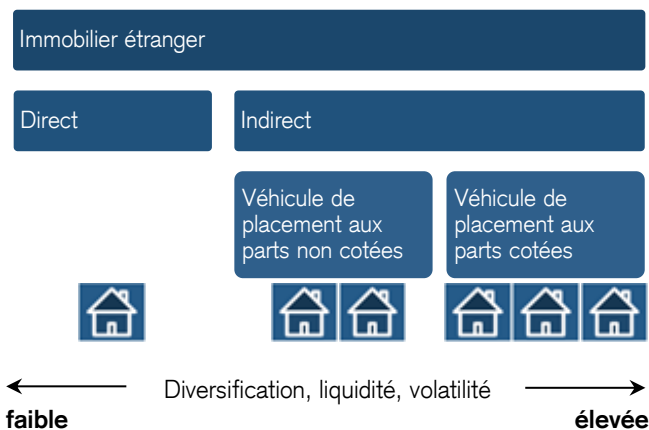 Immobilier étranger
Direct
Indirect
Véhicule de
placement aux
parts non cotées
Véhicule de
placement aux
parts cotées
Diversification, liquidité, volatilité
faible
élevée